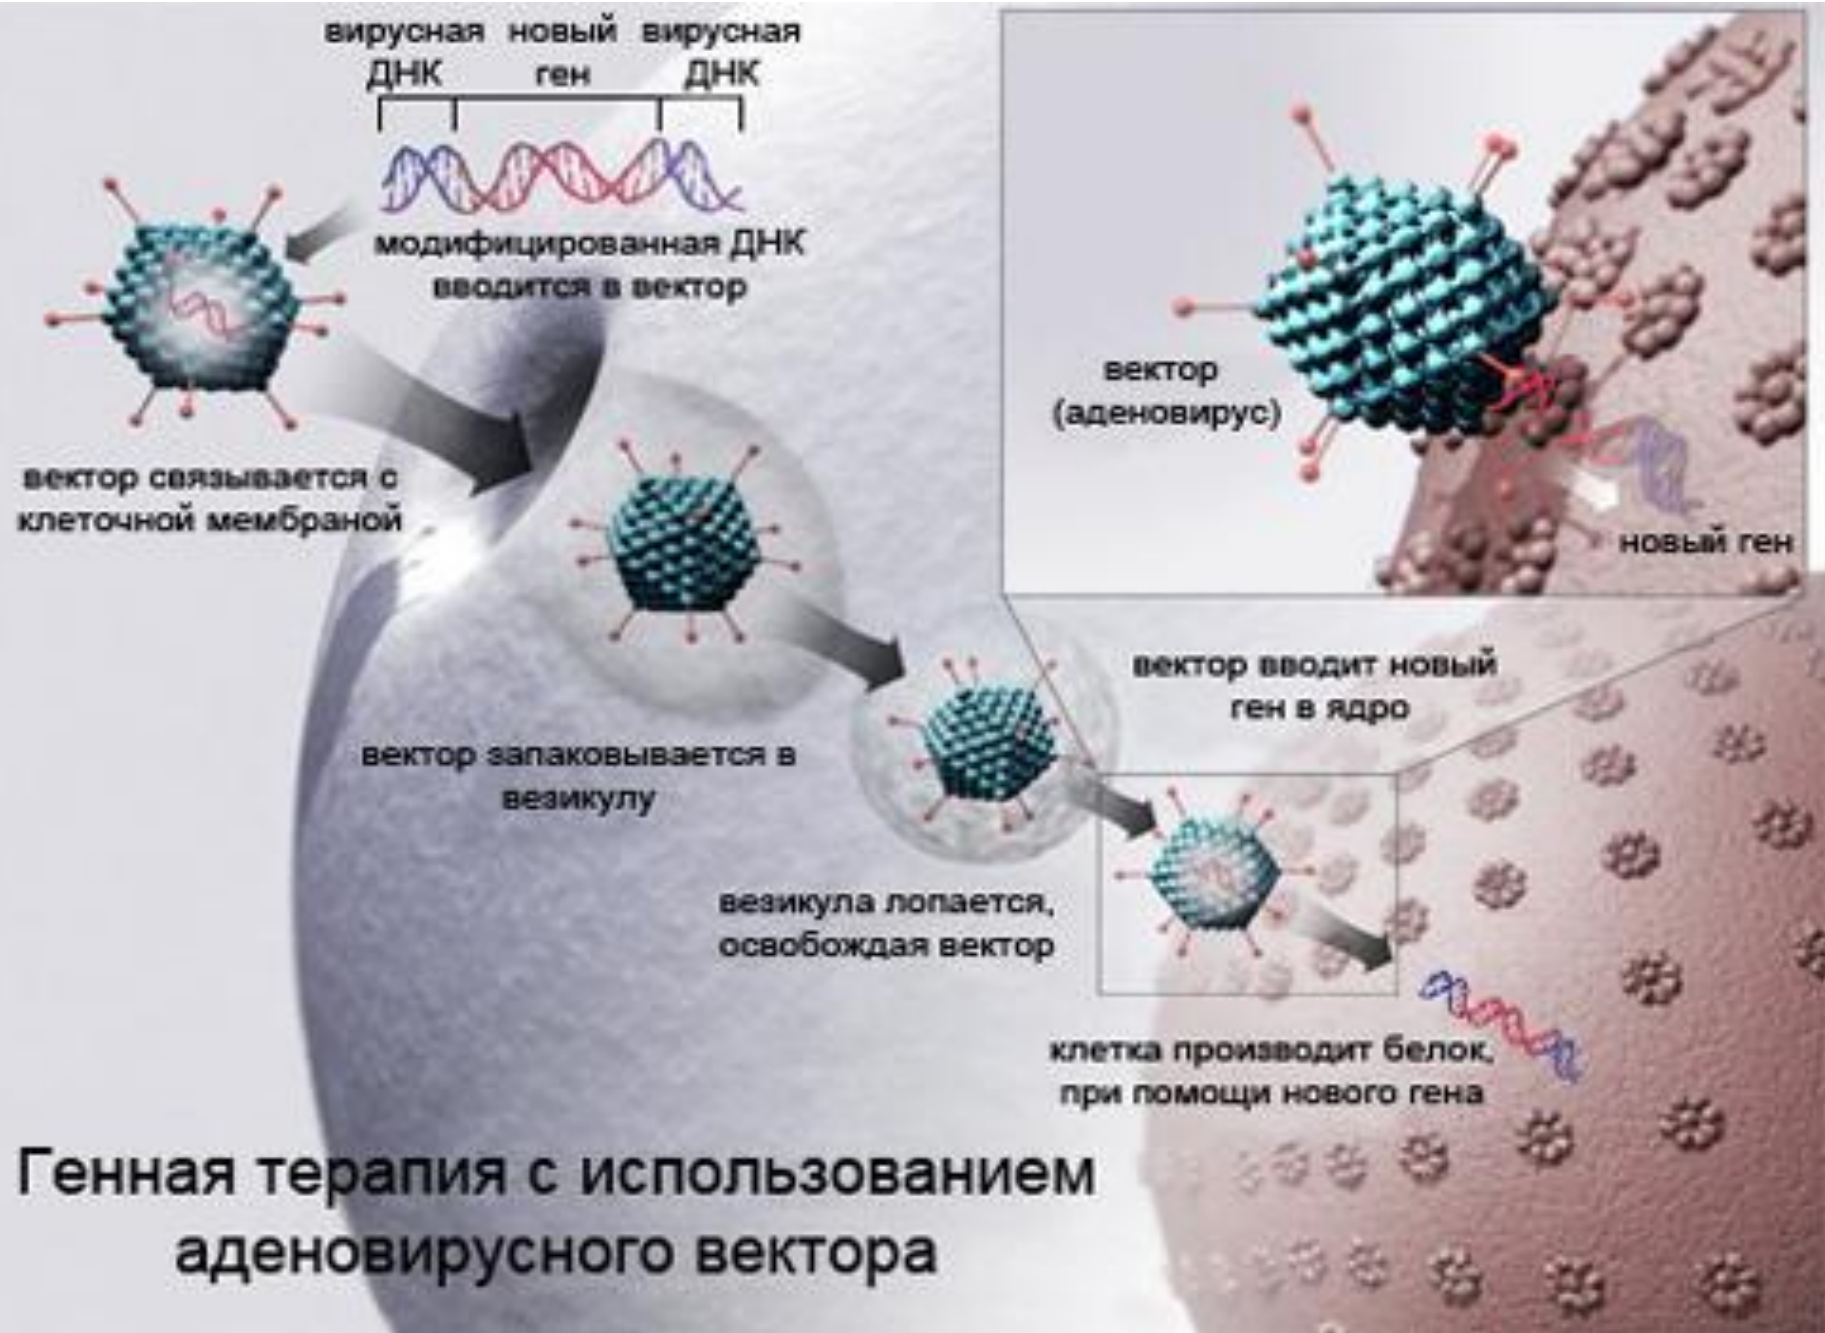 вирусная новый вирусная
ДНК ген ДНК
модифицированная ДНК
вводится в вектор
вектор связывается с
клеточной мембраной
вектор
(аденовирус)
новый ген
вектор вводит новый
ген в ядро
вектор запаковывается в
везикулу
везикула лопается,
освобождая вектор
клетка производит белок,
при помощи нового гена
Генная терапия с использованием
аденовирусного вектора